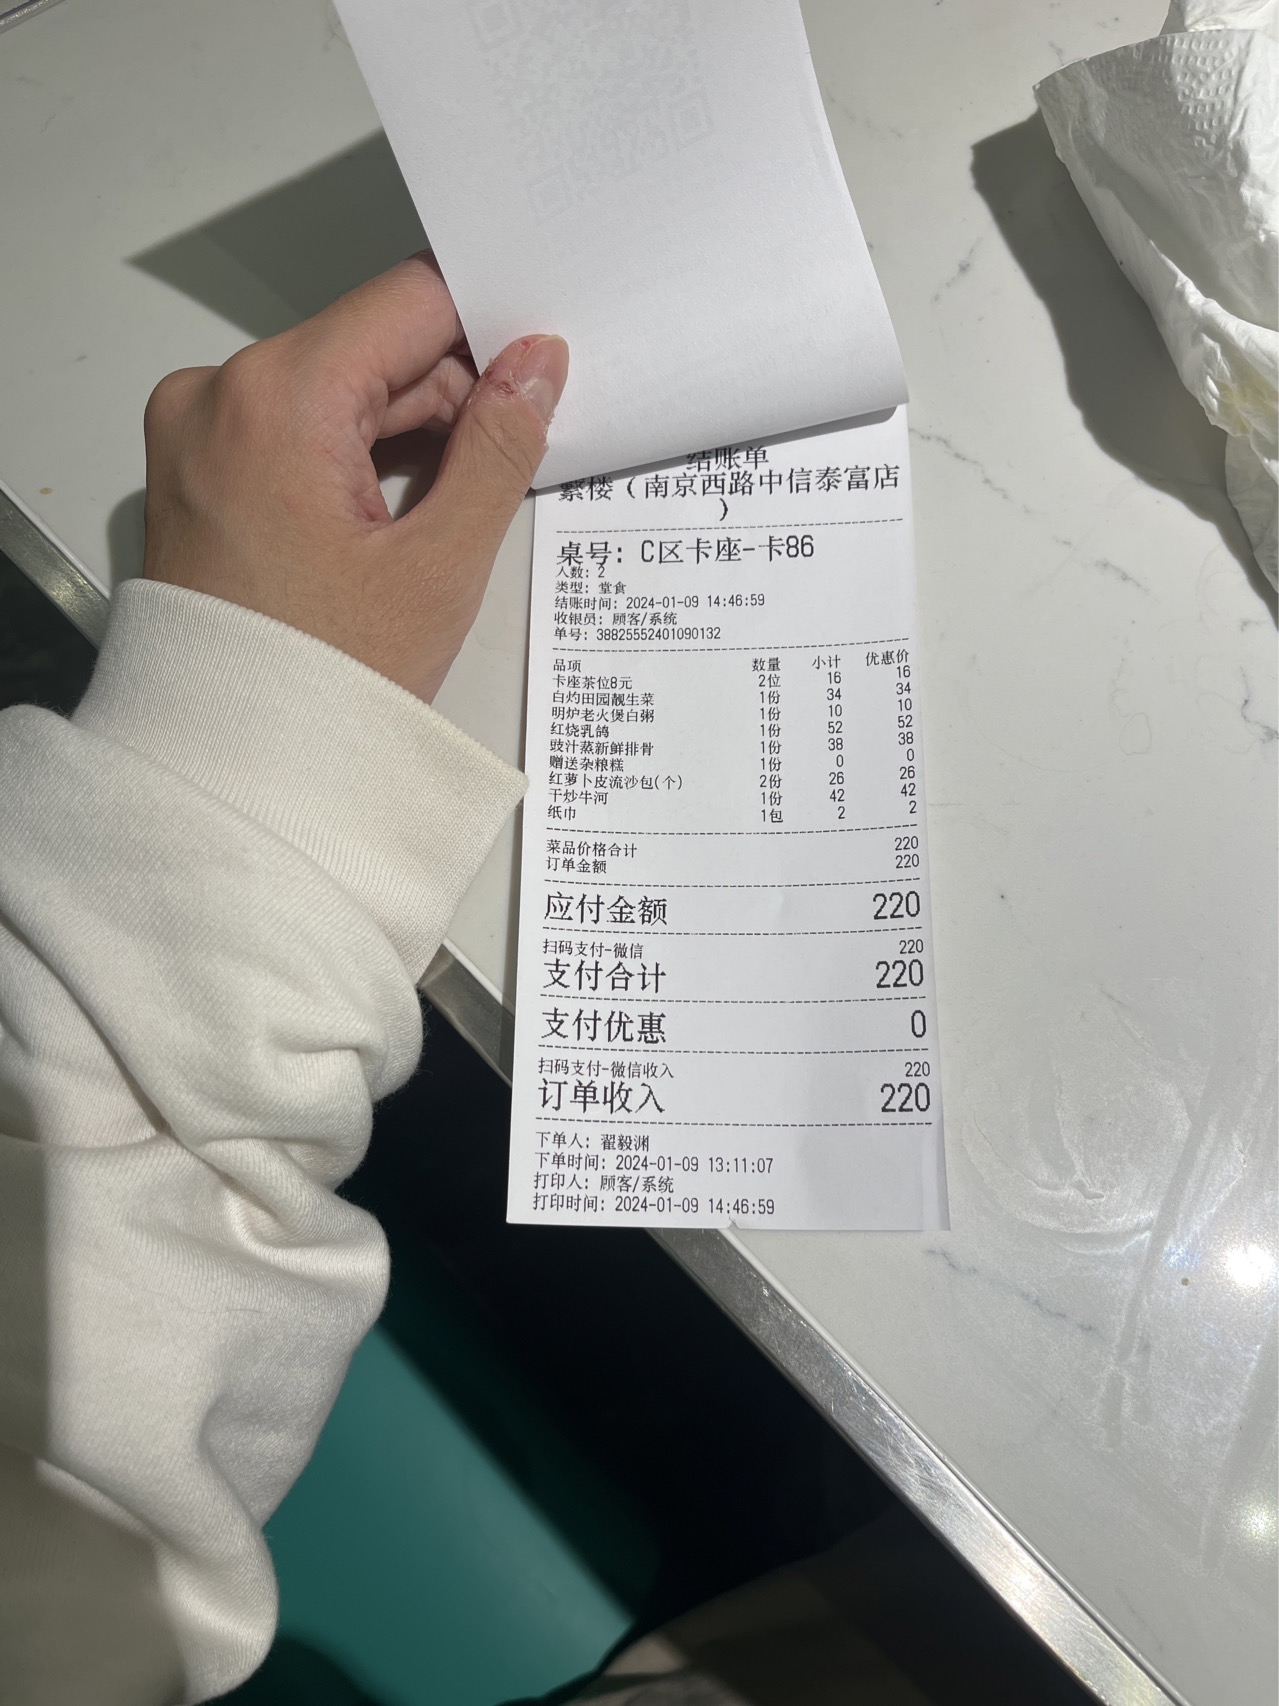 结账单
繁楼（南京西路中信泰富店
）
桌号: C区卡座-卡86
人数: 2
类型: 堂食
结账时间: 2024-01-09 14:46:59
收银员: 顾客/系统
单号: 38825552401090132
品项 数量 小计 优惠价
卡座茶位8元 2位 16 16
白灼田园靓生菜 1份 34 34
明炉老火煲白粥 1份 10 10
红烧乳鸽 1份 52 52
豉汁蒸新鲜排骨 1份 38 38
赠送杂粮糕 1份 0 0
红萝卜皮流沙包(个) 2份 26 26
干炒牛河 1份 42 42
纸巾 1包 2 2
菜品价格合计 220
订单金额 220
应付金额 220
扫码支付-微信 220
支付合计 220
支付优惠 0
扫码支付-微信收入 220
订单收入 220
下单人: 翟毅渊
下单时间: 2024-01-09 13:11:07
打印人: 顾客/系统
打印时间: 2024-01-09 14:46:59